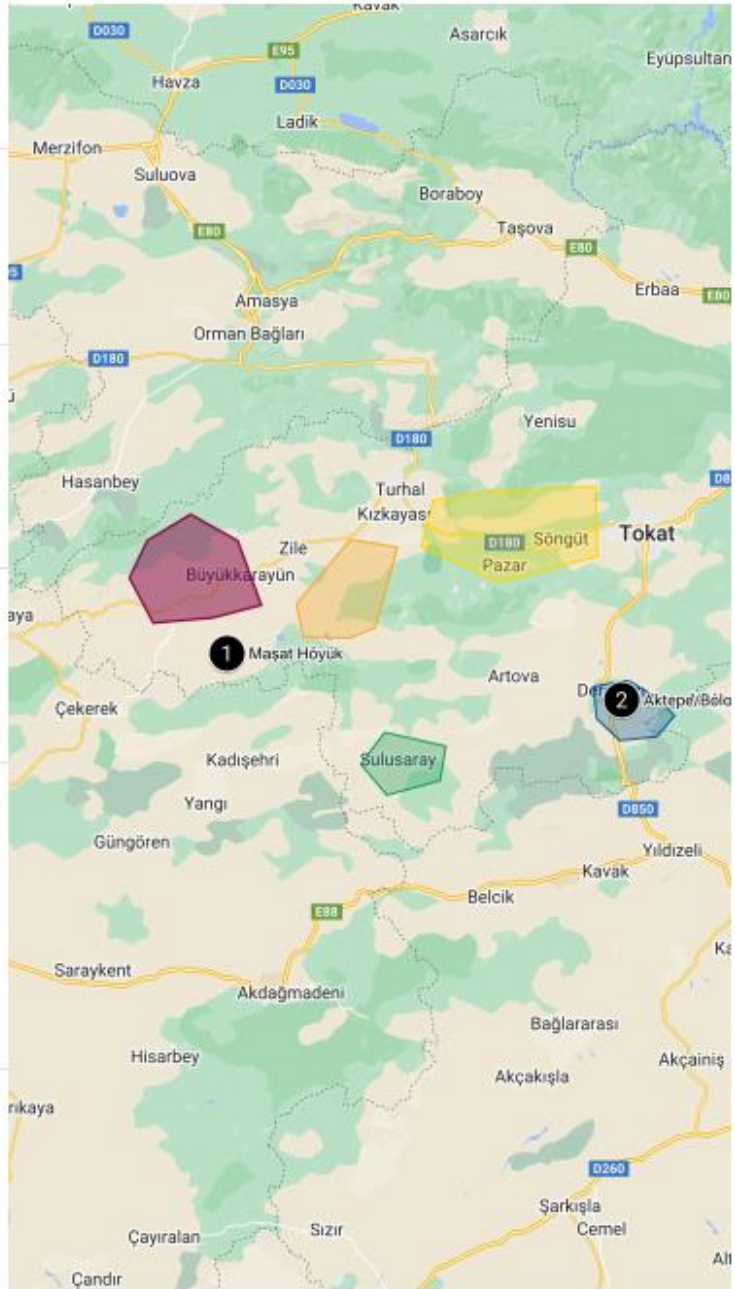 Kavak
D030
Asarcık
E95
Eyüpsultan
Havza
D030
Ladik
Merzifon
Suluova
Boraboy
Taşova
E80
E80
Erbaa
E80
Amasya
Orman Bağları
D180
Yenisu
D180
Hasanbey
Turhal
Kızkayası
Zile
D180
Söngüt
Tokat
Pazar
Büyükkarayün
1
Maşat Höyük
Artova
2
Aktepe/Bolo
Çekerek
Kadışehri
Sulusaray
Yangı
D850
Güngören
Yıldızeli
Kavak
Belcik
E88
Saraykent
Akdağmadeni
Bağlararası
Hisarbey
Akçakışla
Akçainiş
rıkaya
D260
Şarkışla
Cemel
Sızır
Çayıralan
Çandır